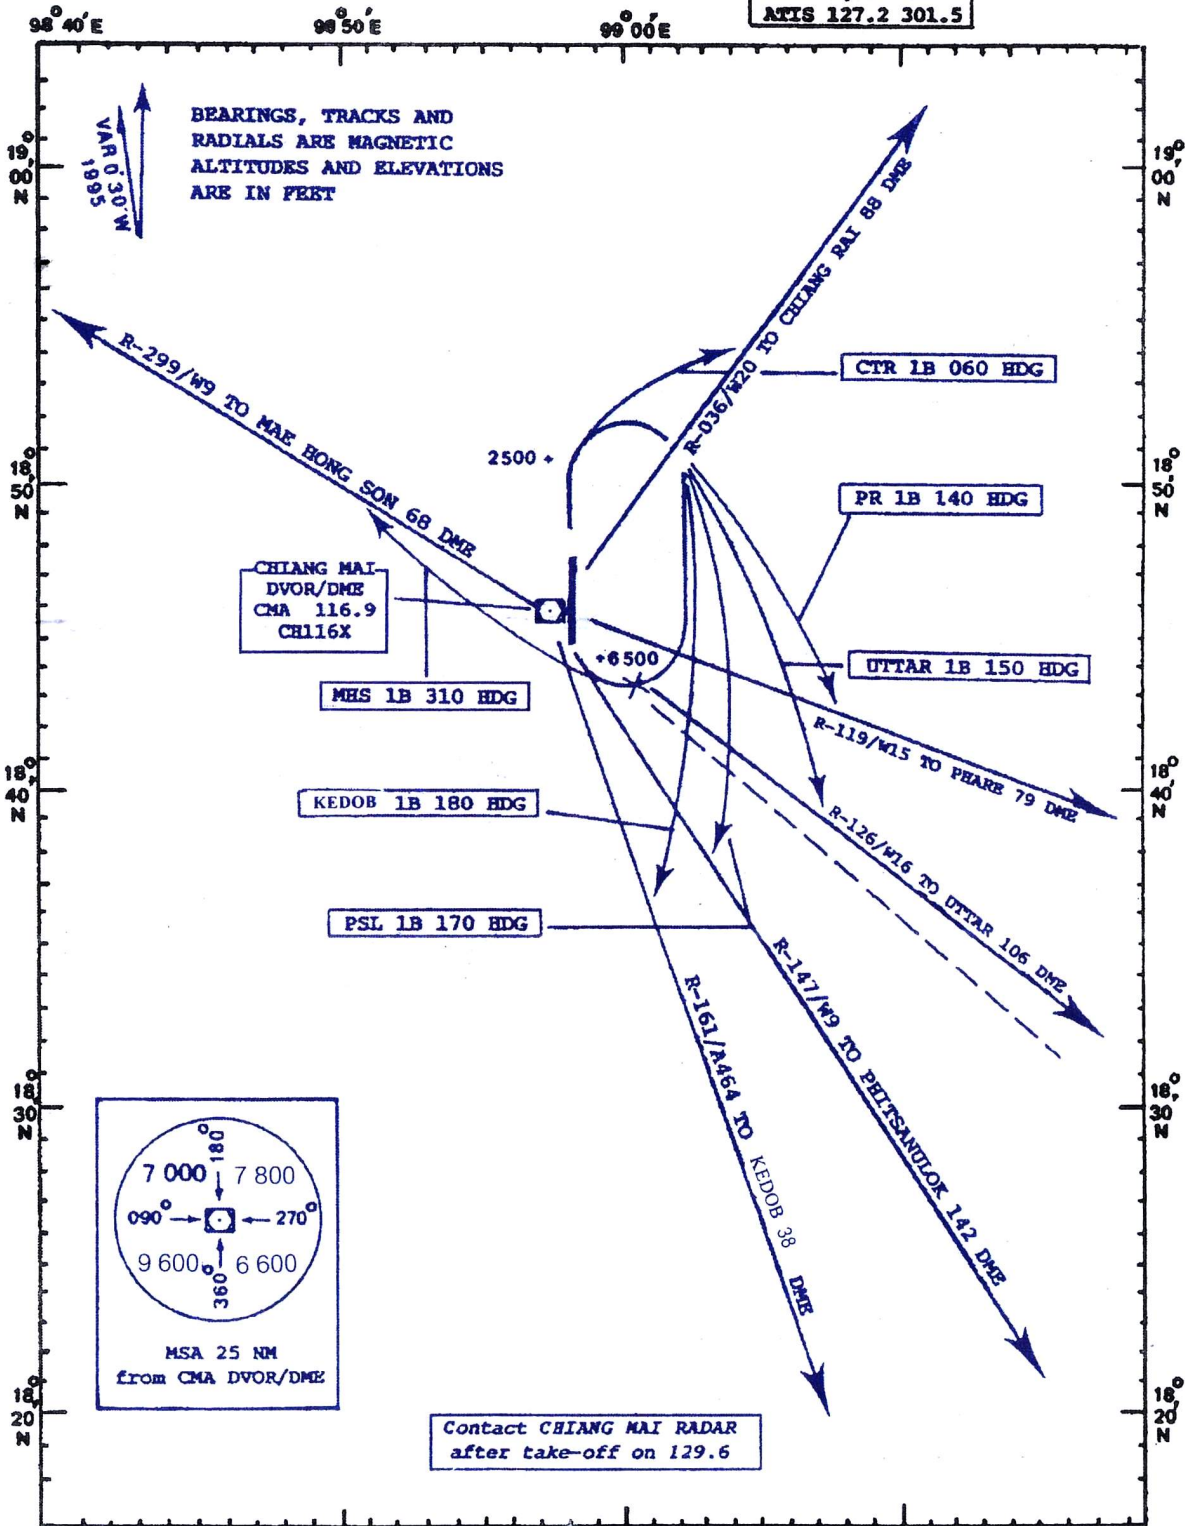 ATIS 127.2 301.5
98° 40′E
98° 50′E
99° 00′E
BEARINGS, TRACKS AND
RADIALS ARE MAGNETIC
ALTITUDES AND ELEVATIONS
ARE IN FEET
VAR 0°30′W
1995
19° 00′ N
19° 00′ N
R-036/W20 TO CHIANG RAI 88 DME
R-299/W9 TO MAE HONG SON 68 DME
CTR 1B 060 HDG
2500 +
18° 50′ N
18° 50′ N
PR 1B 140 HDG
CHIANG MAI
DVOR/DME
CMA 116.9
CH116X
+6 500
UTTAR 1B 150 HDG
MHS 1B 310 HDG
R-119/W15 TO PHARE 79 DME
18° 40′ N
18° 40′ N
KEDOB 1B 180 HDG
R-126/W16 TO UTTAR 106 DME
PSL 1B 170 HDG
R-147/W9 TO PHITSANULOK 142 DME
R-161/A464 TO KEDOB 38 DME
18° 30′ N
18° 30′ N
180°
7 000 7 800
090° 270°
9 600 6 600
360°
MSA 25 NM
from CMA DVOR/DME
18° 20′ N
18° 20′ N
Contact CHIANG MAI RADAR
after take-off on 129.6